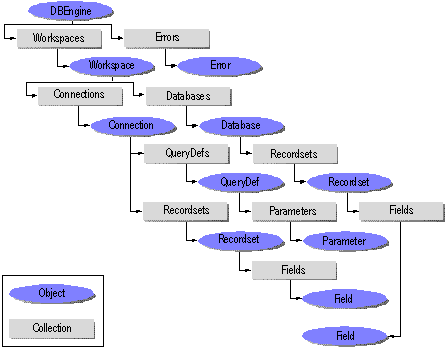 DBEngine
Workspaces
Errors
Workspace
Error
Connections
Databases
Connection
Database
QueryDefs
Recordsets
QueryDef
Recordset
Recordsets
Parameters
Fields
Recordset
Parameter
Fields
Object
Field
Collection
Field